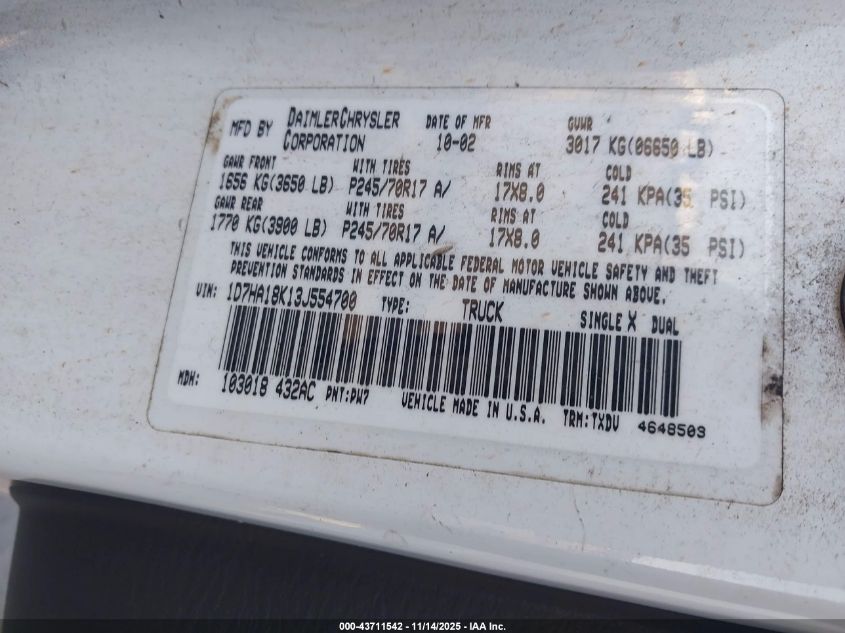 MFD BY DAIMLERCHRYSLER CORPORATION DATE OF MFR 10-02 GVWR 3017 KG(06650 LB)
GAWR FRONT WITH TIRES RIMS AT COLD
1656 KG(3650 LB) P245/70R17 A/ 17X8.0 241 KPA(35 PSI)
GAWR REAR WITH TIRES RIMS AT COLD
1770 KG(3900 LB) P245/70R17 A/ 17X8.0 241 KPA(35 PSI)
THIS VEHICLE CONFORMS TO ALL APPLICABLE FEDERAL MOTOR VEHICLE SAFETY AND THEFT
PREVENTION STANDARDS IN EFFECT ON THE DATE OF MANUFACTURE SHOWN ABOVE.
VIN: 1D7HA18K13J554700 TYPE: TRUCK SINGLE X DUAL
MDH: 103018 432AC PNT:PW7 VEHICLE MADE IN U.S.A. TRM:TXDV 4648503
000-43711542 - 11/14/2025 - IAA Inc.